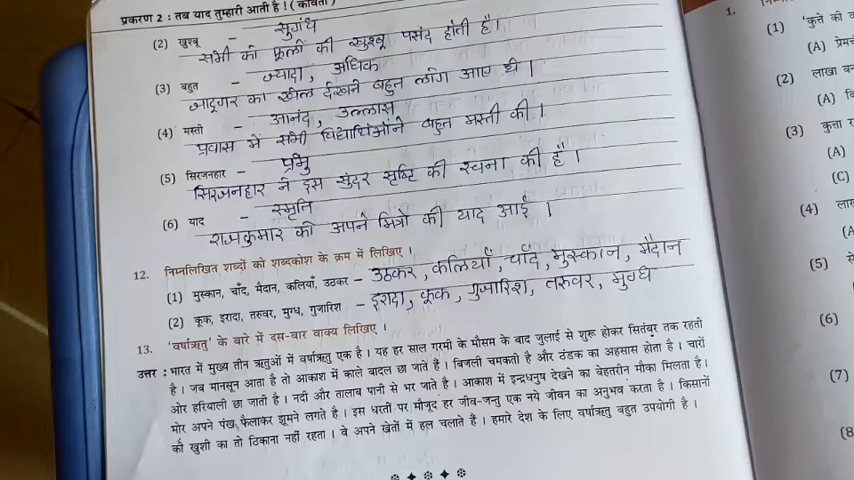 प्रकरण 2 : तब याद तुम्हारी आती है ! ( कविता )
(2) खुश्बू – सुगंध
सभी को फूलों की खुश्बू पसंद होती है।
(3) बहुत – ज्यादा, अधिक
जादूगर का खेल देखने बहुत लोग आए थे।
(4) मस्ती – आनंद, उल्लास
प्रवास में सभी विद्यार्थिओंने बहुत मस्ती की।
(5) सिरजनहार – प्रभु
सिरजनहार ने इस सुंदर सृष्टि की रचना की है।
(6) याद – स्मृति
राजकुमार को अपने मित्रो की याद आई।
12. निम्नलिखित शब्दों को शब्दकोश के क्रम में लिखिए।
(1) मुस्कान, चाँद, मैदान, कलियाँ, उठकर – उठकर, कलियाँ, चाँद, मुस्कान, मैदान
(2) कूक, इरादा, तरुवर, मुग्ध, गुजारिश – इरादा, कूक, गुजारिश, तरुवर, मुग्ध
13. 'वर्षाऋतु' के बारे में दस-बार वाक्य लिखिए।
उत्तर : भारत में मुख्य तीन ऋतुओं में वर्षाऋतु एक है। यह हर साल गरमी के मौसम के बाद जुलाई से शुरू होकर सितंबर तक रहती
है। जब मानसून आता है तो आकाश में काले बादल छा जाते है। बिजली चमकती है और ठंडक का अहसास होता है। चारों
ओर हरियाली छा जाती है। नदी और तालाब पानी से भर जाते है। आकाश में इन्द्रधनुष देखने का बेहतरीन मौका मिलता है।
मोर अपने पंख फैलाकर झूमने लगते है। इस धरती पर मौजूद हर जीव-जन्तु एक नये जीवन का अनुभव करता है। किसानों
की खुशी का तो ठिकाना नहीं रहता। वे अपने खेतों में हल चलाते है। हमारे देश के लिए वर्षाऋतु बहुत उपयोगी है।
1.
(1) 'कुत्ते की
(A) प्रेम
(2) लाखा
(A)
(3) कुत्ता
(A)
(C)
(4)
(A
(5)
(6)
(7)
(8